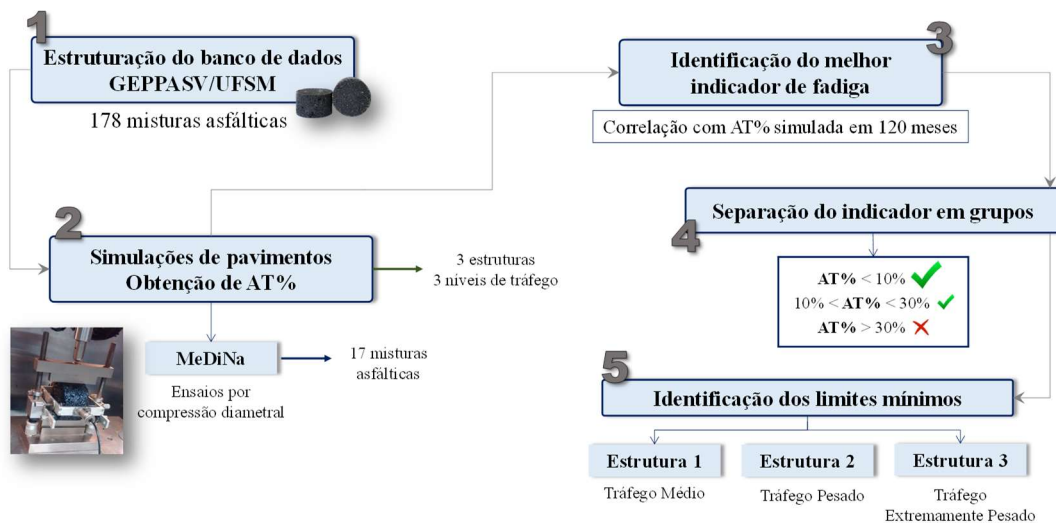 1
Estruturação do banco de dados
GEPPASV/UFSM
178 misturas asfálticas
2
Simulações de pavimentos
Obtenção de AT%
3 estruturas
3 níveis de tráfego
MeDiNa
Ensaios por
compressão diametral
17 misturas
asfálticas
3
Identificação do melhor
indicador de fadiga
Correlação com AT% simulada em 120 meses
4
Separação do indicador em grupos
AT% < 10%
10% < AT% < 30%
AT% > 30%
5
Identificação dos limites mínimos
Estrutura 1
Tráfego Médio
Estrutura 2
Tráfego Pesado
Estrutura 3
Tráfego
Extremamente Pesado